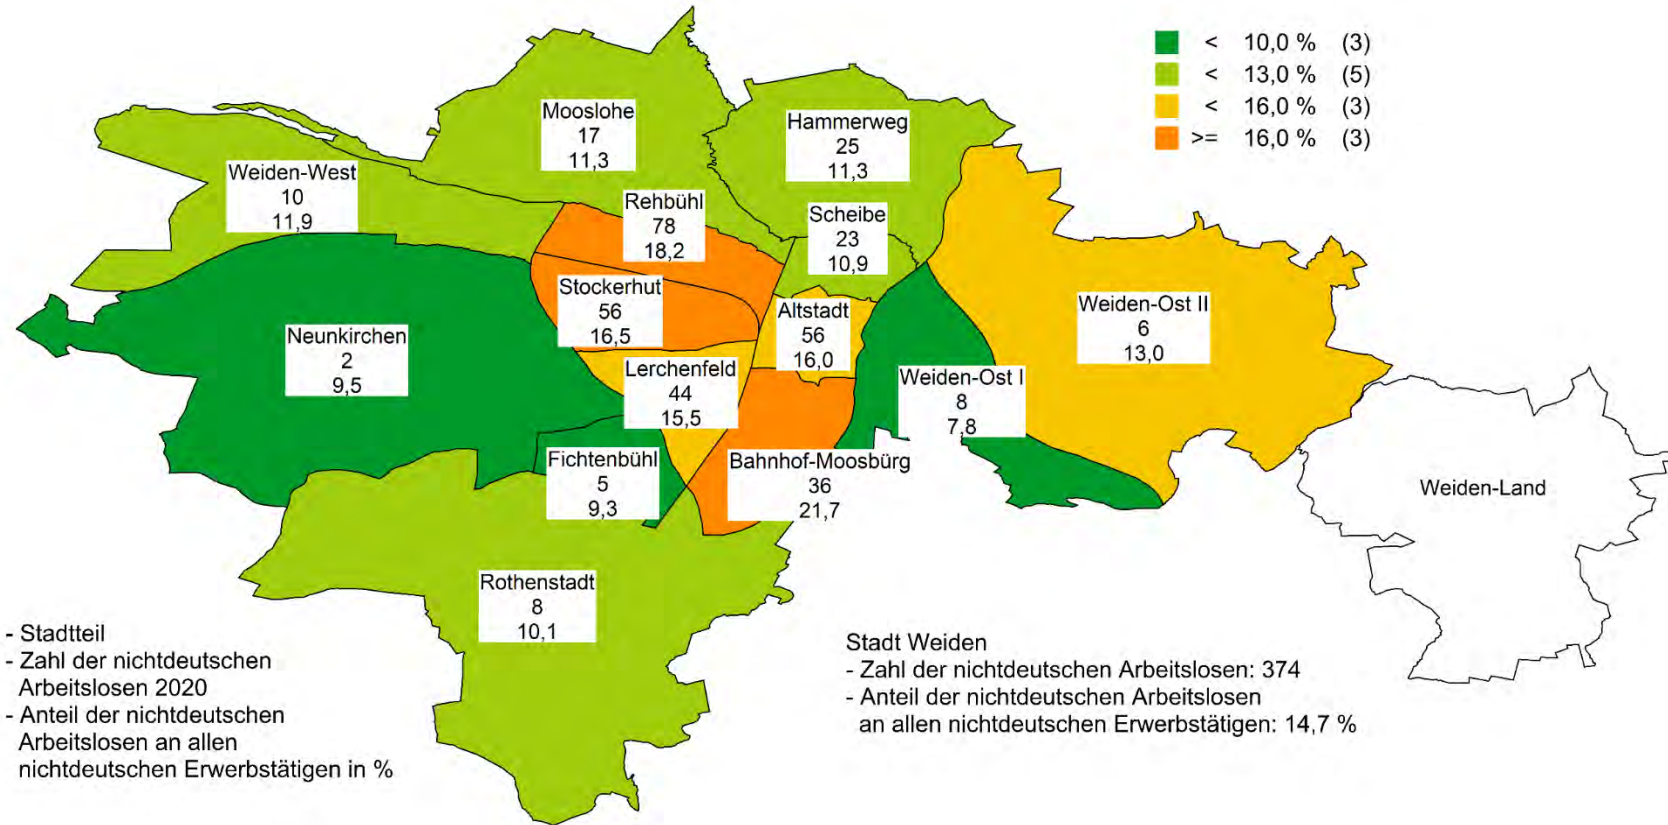 < 10,0 % (3)
< 13,0 % (5)
< 16,0 % (3)
>= 16,0 % (3)
Mooslohe
17
11,3
Hammerweg
25
11,3
Weiden-West
10
11,9
Rehbühl
78
18,2
Scheibe
23
10,9
Stockerhut
56
16,5
Altstadt
56
16,0
Weiden-Ost II
6
13,0
Neunkirchen
2
9,5
Lerchenfeld
44
15,5
Weiden-Ost I
8
7,8
Fichtenbühl
5
9,3
Bahnhof-Moosbürg
36
21,7
Weiden-Land
Rothenstadt
8
10,1
- Stadtteil
- Zahl der nichtdeutschen
Arbeitslosen 2020
- Anteil der nichtdeutschen
Arbeitslosen an allen
nichtdeutschen Erwerbstätigen in %
Stadt Weiden
- Zahl der nichtdeutschen Arbeitslosen: 374
- Anteil der nichtdeutschen Arbeitslosen
an allen nichtdeutschen Erwerbstätigen: 14,7 %